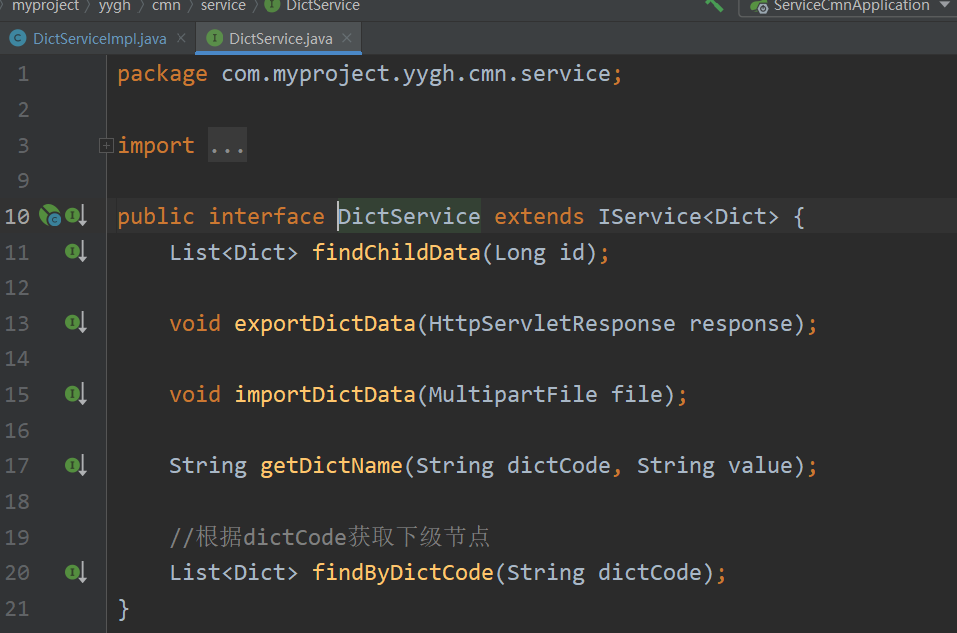 myproject yygh cmn service DictService ServiceCmnApplication
DictServiceImpl.java DictService.java
1 package com.myproject.yygh.cmn.service;
2
3 import ...
9
10 public interface DictService extends IService<Dict> {
11 List<Dict> findChildData(Long id);
12
13 void exportDictData(HttpServletResponse response);
14
15 void importDictData(MultipartFile file);
16
17 String getDictName(String dictCode, String value);
18
19 //根据dictCode获取下级节点
20 List<Dict> findByDictCode(String dictCode);
21 }